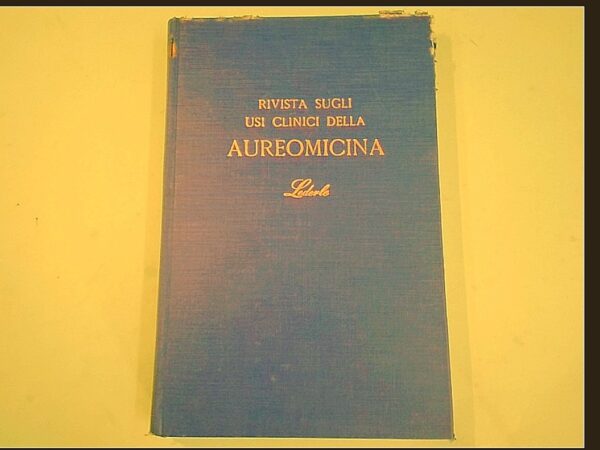 RIVISTA SUGLI
USI CLINICI DELLA
AUREOMICINA
Lederle